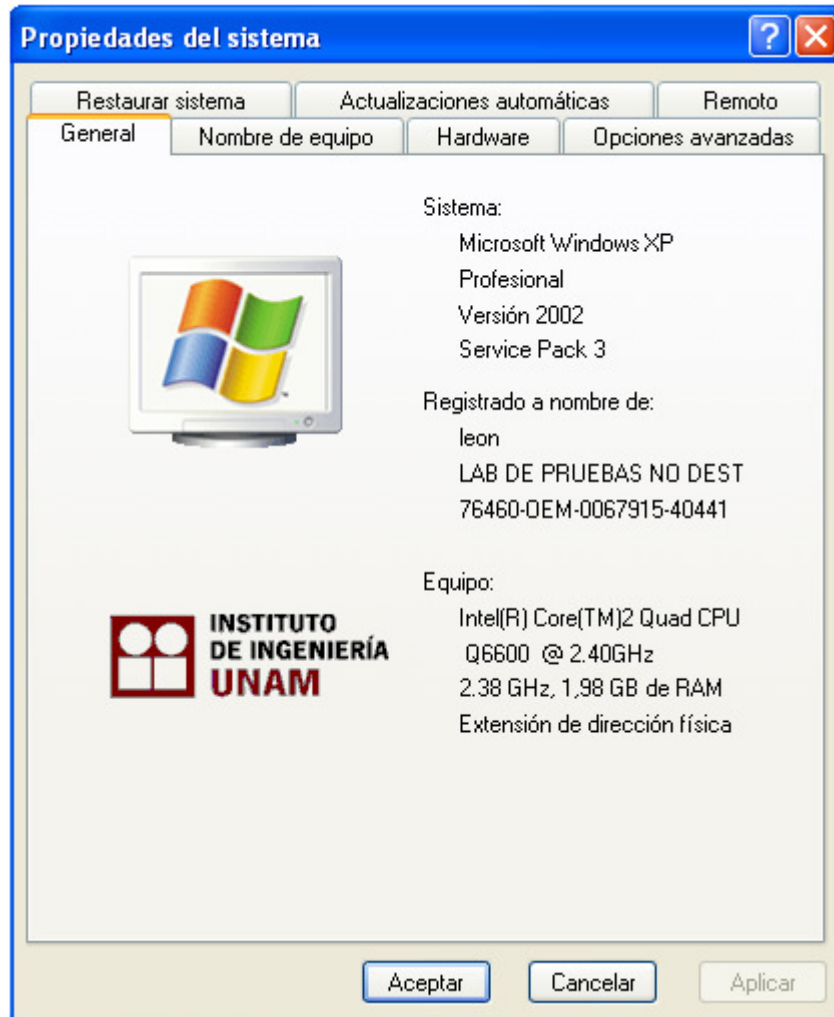 Propiedades del sistema
Restaurar sistema
Actualizaciones automáticas
Remoto
General
Nombre de equipo
Hardware
Opciones avanzadas
Sistema:
Microsoft Windows XP
Profesional
Versión 2002
Service Pack 3
Registrado a nombre de:
leon
LAB DE PRUEBAS NO DEST
76460-OEM-0067915-40441
Equipo:
Intel(R) Core(TM)2 Quad CPU
Q6600 @ 2.40GHz
2.38 GHz, 1,98 GB de RAM
Extensión de dirección física
INSTITUTO
DE INGENIERÍA
UNAM
Aceptar
Cancelar
Aplicar